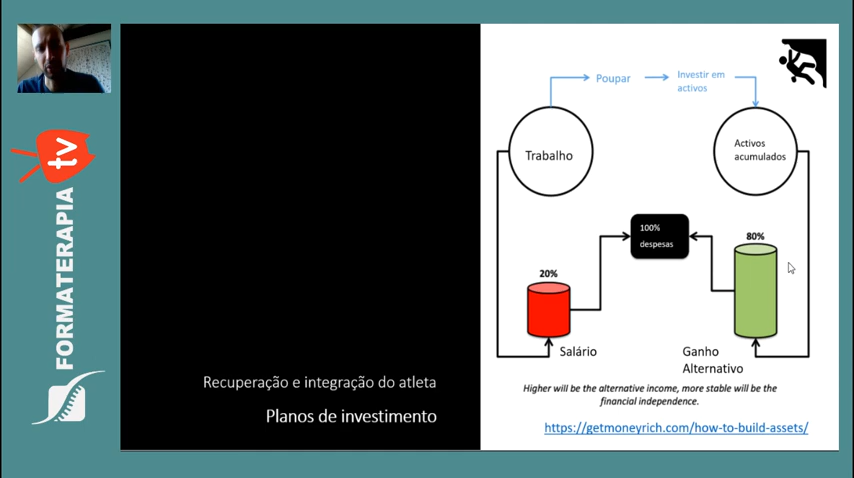 FORMATERAPIA
tv
Recuperação e integração do atleta
Planos de investimento
Poupar
Investir em
activos
Trabalho
Activos
acumulados
100%
despesas
20%
80%
Salário
Ganho
Alternativo
Higher will be the alternative income, more stable will be the
financial independence.
https://getmoneyrich.com/how-to-build-assets/